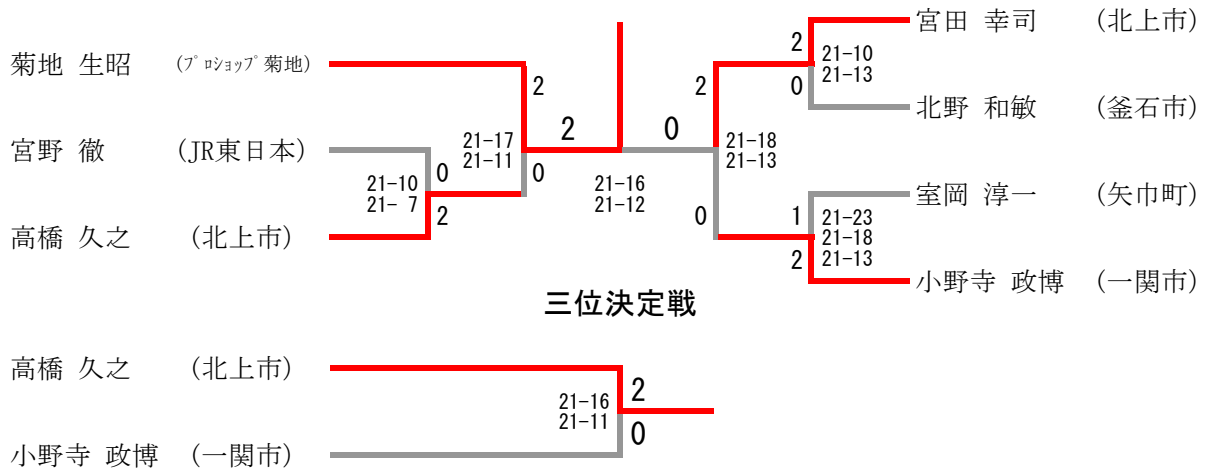 菊地 生昭 (ﾌﾟﾛｼｮｯﾌﾟ菊地)
宮野 徹 (JR東日本)
高橋 久之 (北上市)
0
2
21-10
21- 7
2
0
21-17
21-11
2
0
21-16
21-12
2
0
21-18
21-13
宮田 幸司 (北上市)
北野 和敏 (釜石市)
2
0
21-10
21-13
室岡 淳一 (矢巾町)
小野寺 政博 (一関市)
1
2
21-23
21-18
21-13
三位決定戦
高橋 久之 (北上市)
小野寺 政博 (一関市)
21-16
21-11
2
0